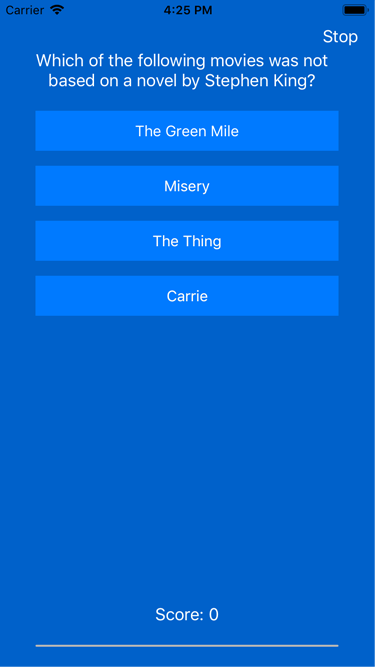 Carrier 4:25 PM
Stop
Which of the following movies was not
based on a novel by Stephen King?
The Green Mile
Misery
The Thing
Carrie
Score: 0